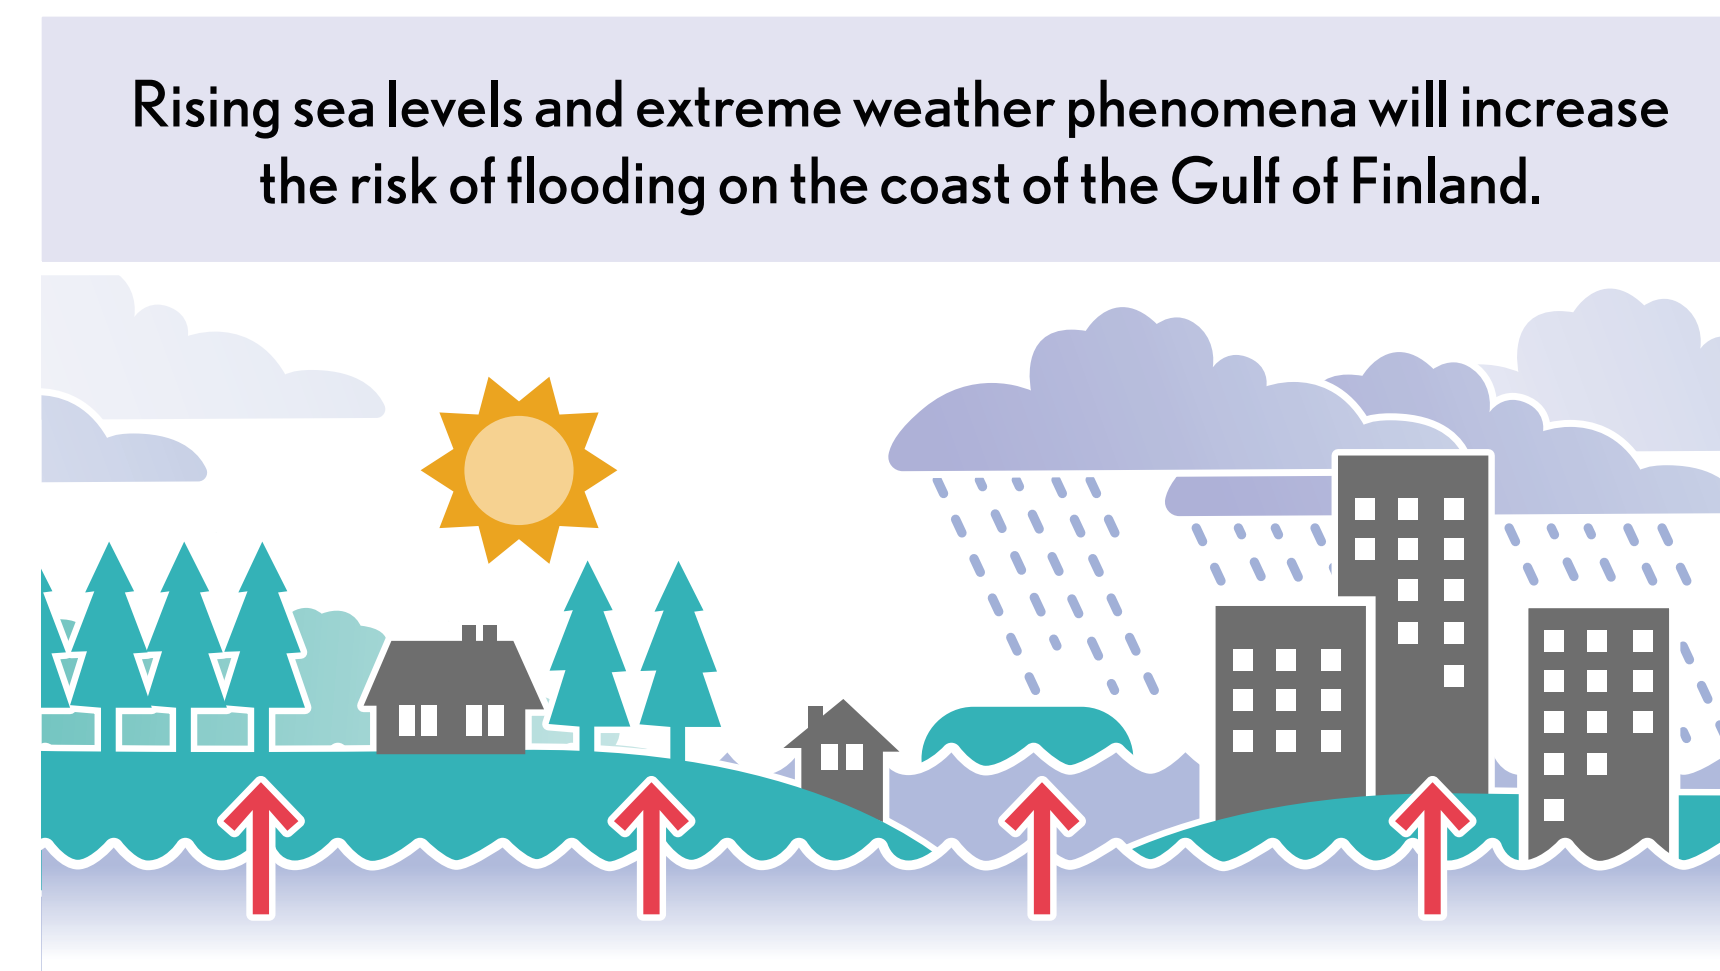 Rising sea levels and extreme weather phenomena will increase
the risk of flooding on the coast of the Gulf of Finland.